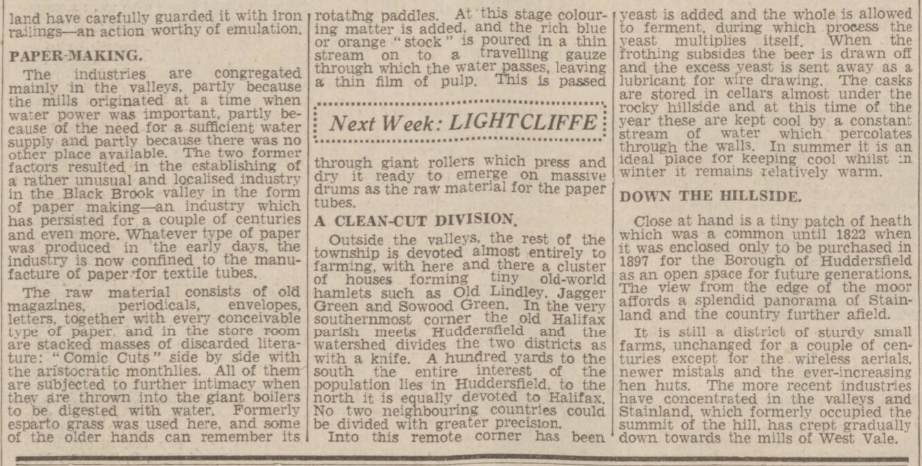 land have carefully guarded it with iron
railings—an action worthy of emulation.
PAPER-MAKING.
The industries are congregated
mainly in the valleys, partly because
the mills originated at a time when
water power was important, partly be-
cause of the need for a sufficient water
supply and partly because there was no
other place available. The two former
factors resulted in the establishing of
a rather unusual and localised industry
in the Black Brook valley in the form
of paper making—an industry which
has persisted for a couple of centuries
and even more. Whatever type of paper
was produced in the early days, the
industry is now confined to the manu-
facture of paper for textile tubes.
The raw material consists of old
magazines, periodicals, envelopes,
letters, together with every conceivable
type of paper, and in the store room
are stacked masses of discarded litera-
ture: "Comic Cuts" side by side with
the aristocratic monthlies. All of them
are subjected to further intimacy when
they are thrown into the giant boilers
to be digested with water. Formerly
esparto grass was used here, and some
of the older hands can remember its
rotating paddles. At this stage colour-
ing matter is added, and the rich blue
or orange "stock" is poured in a thin
stream on to a travelling gauze
through which the water passes, leaving
a thin film of pulp. This is passed
Next Week: LIGHTCLIFFE
through giant rollers which press and
dry it ready to emerge on massive
drums as the raw material for the paper
tubes.
A CLEAN-CUT DIVISION.
Outside the valleys, the rest of the
township is devoted almost entirely to
farming, with here and there a cluster
of houses forming tiny old-world
hamlets such as Old Lindley, Jagger
Green and Sowood Green. In the very
southernmost corner the old Halifax
parish meets Huddersfield and the
watershed divides the two districts as
with a knife. A hundred yards to the
south the entire interest of the
population lies in Huddersfield, to the
north it is equally devoted to Halifax.
No two neighbouring countries could
be divided with greater precision.
Into this remote corner has been
yeast is added and the whole is allowed
to ferment, during which process the
yeast multiplies itself. When the
frothing subsides the beer is drawn off
and the excess yeast is sent away as a
lubricant for wire drawing. The casks
are stored in cellars almost under the
rocky hillside and at this time of the
year these are kept cool by a constant
stream of water which percolates
through the walls. In summer it is an
ideal place for keeping cool whilst in
winter it remains relatively warm.
DOWN THE HILLSIDE.
Close at hand is a tiny patch of heath
which was a common until 1822 when
it was enclosed only to be purchased in
1897 for the Borough of Huddersfield
as an open space for future generations.
The view from the edge of the moor
affords a splendid panorama of Stain-
land and the country further afield.
It is still a district of sturdy small
farms, unchanged for a couple of cen-
turies except for the wireless aerials,
newer mistals and the ever-increasing
hen huts. The more recent industries
have concentrated in the valleys and
Stainland, which formerly occupied the
summit of the hill, has crept gradually
down towards the mills of West Vale.